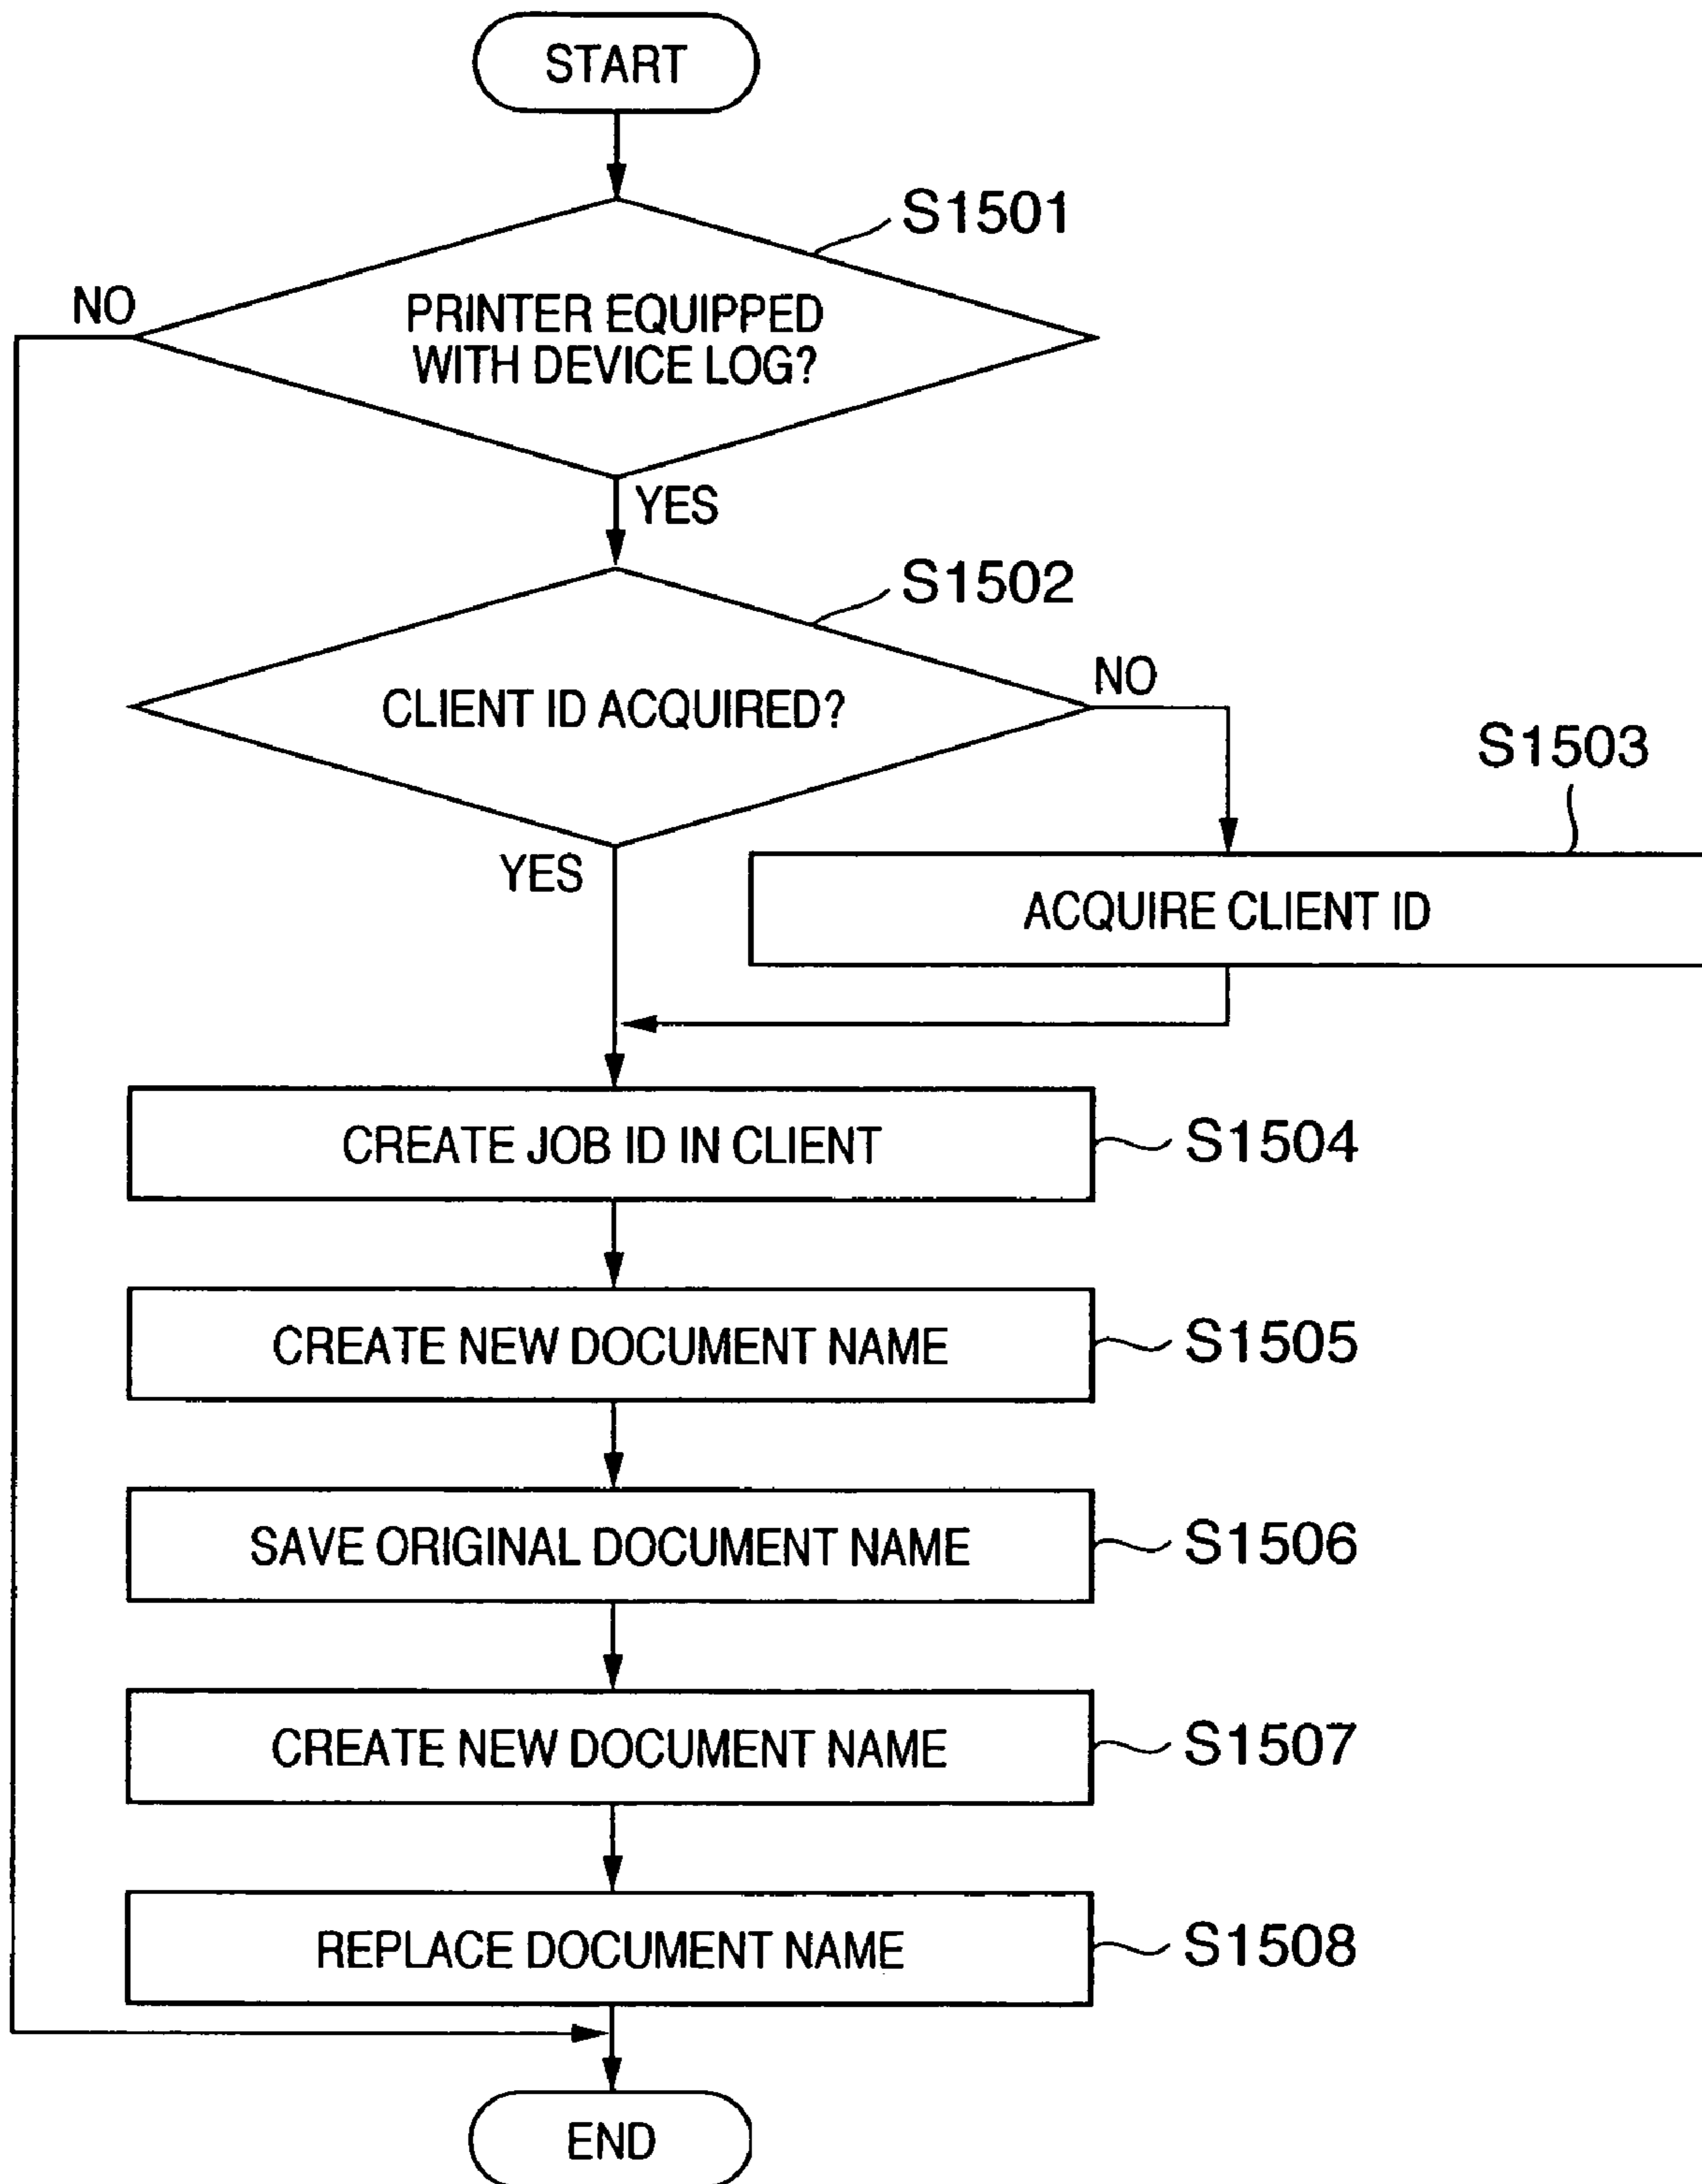 START
S1501
NO
PRINTER EQUIPPED
WITH DEVICE LOG?
YES
S1502
NO
CLIENT ID ACQUIRED?
S1503
YES
ACQUIRE CLIENT ID
CREATE JOB ID IN CLIENT
S1504
CREATE NEW DOCUMENT NAME
S1505
SAVE ORIGINAL DOCUMENT NAME
S1506
CREATE NEW DOCUMENT NAME
S1507
REPLACE DOCUMENT NAME
S1508
END